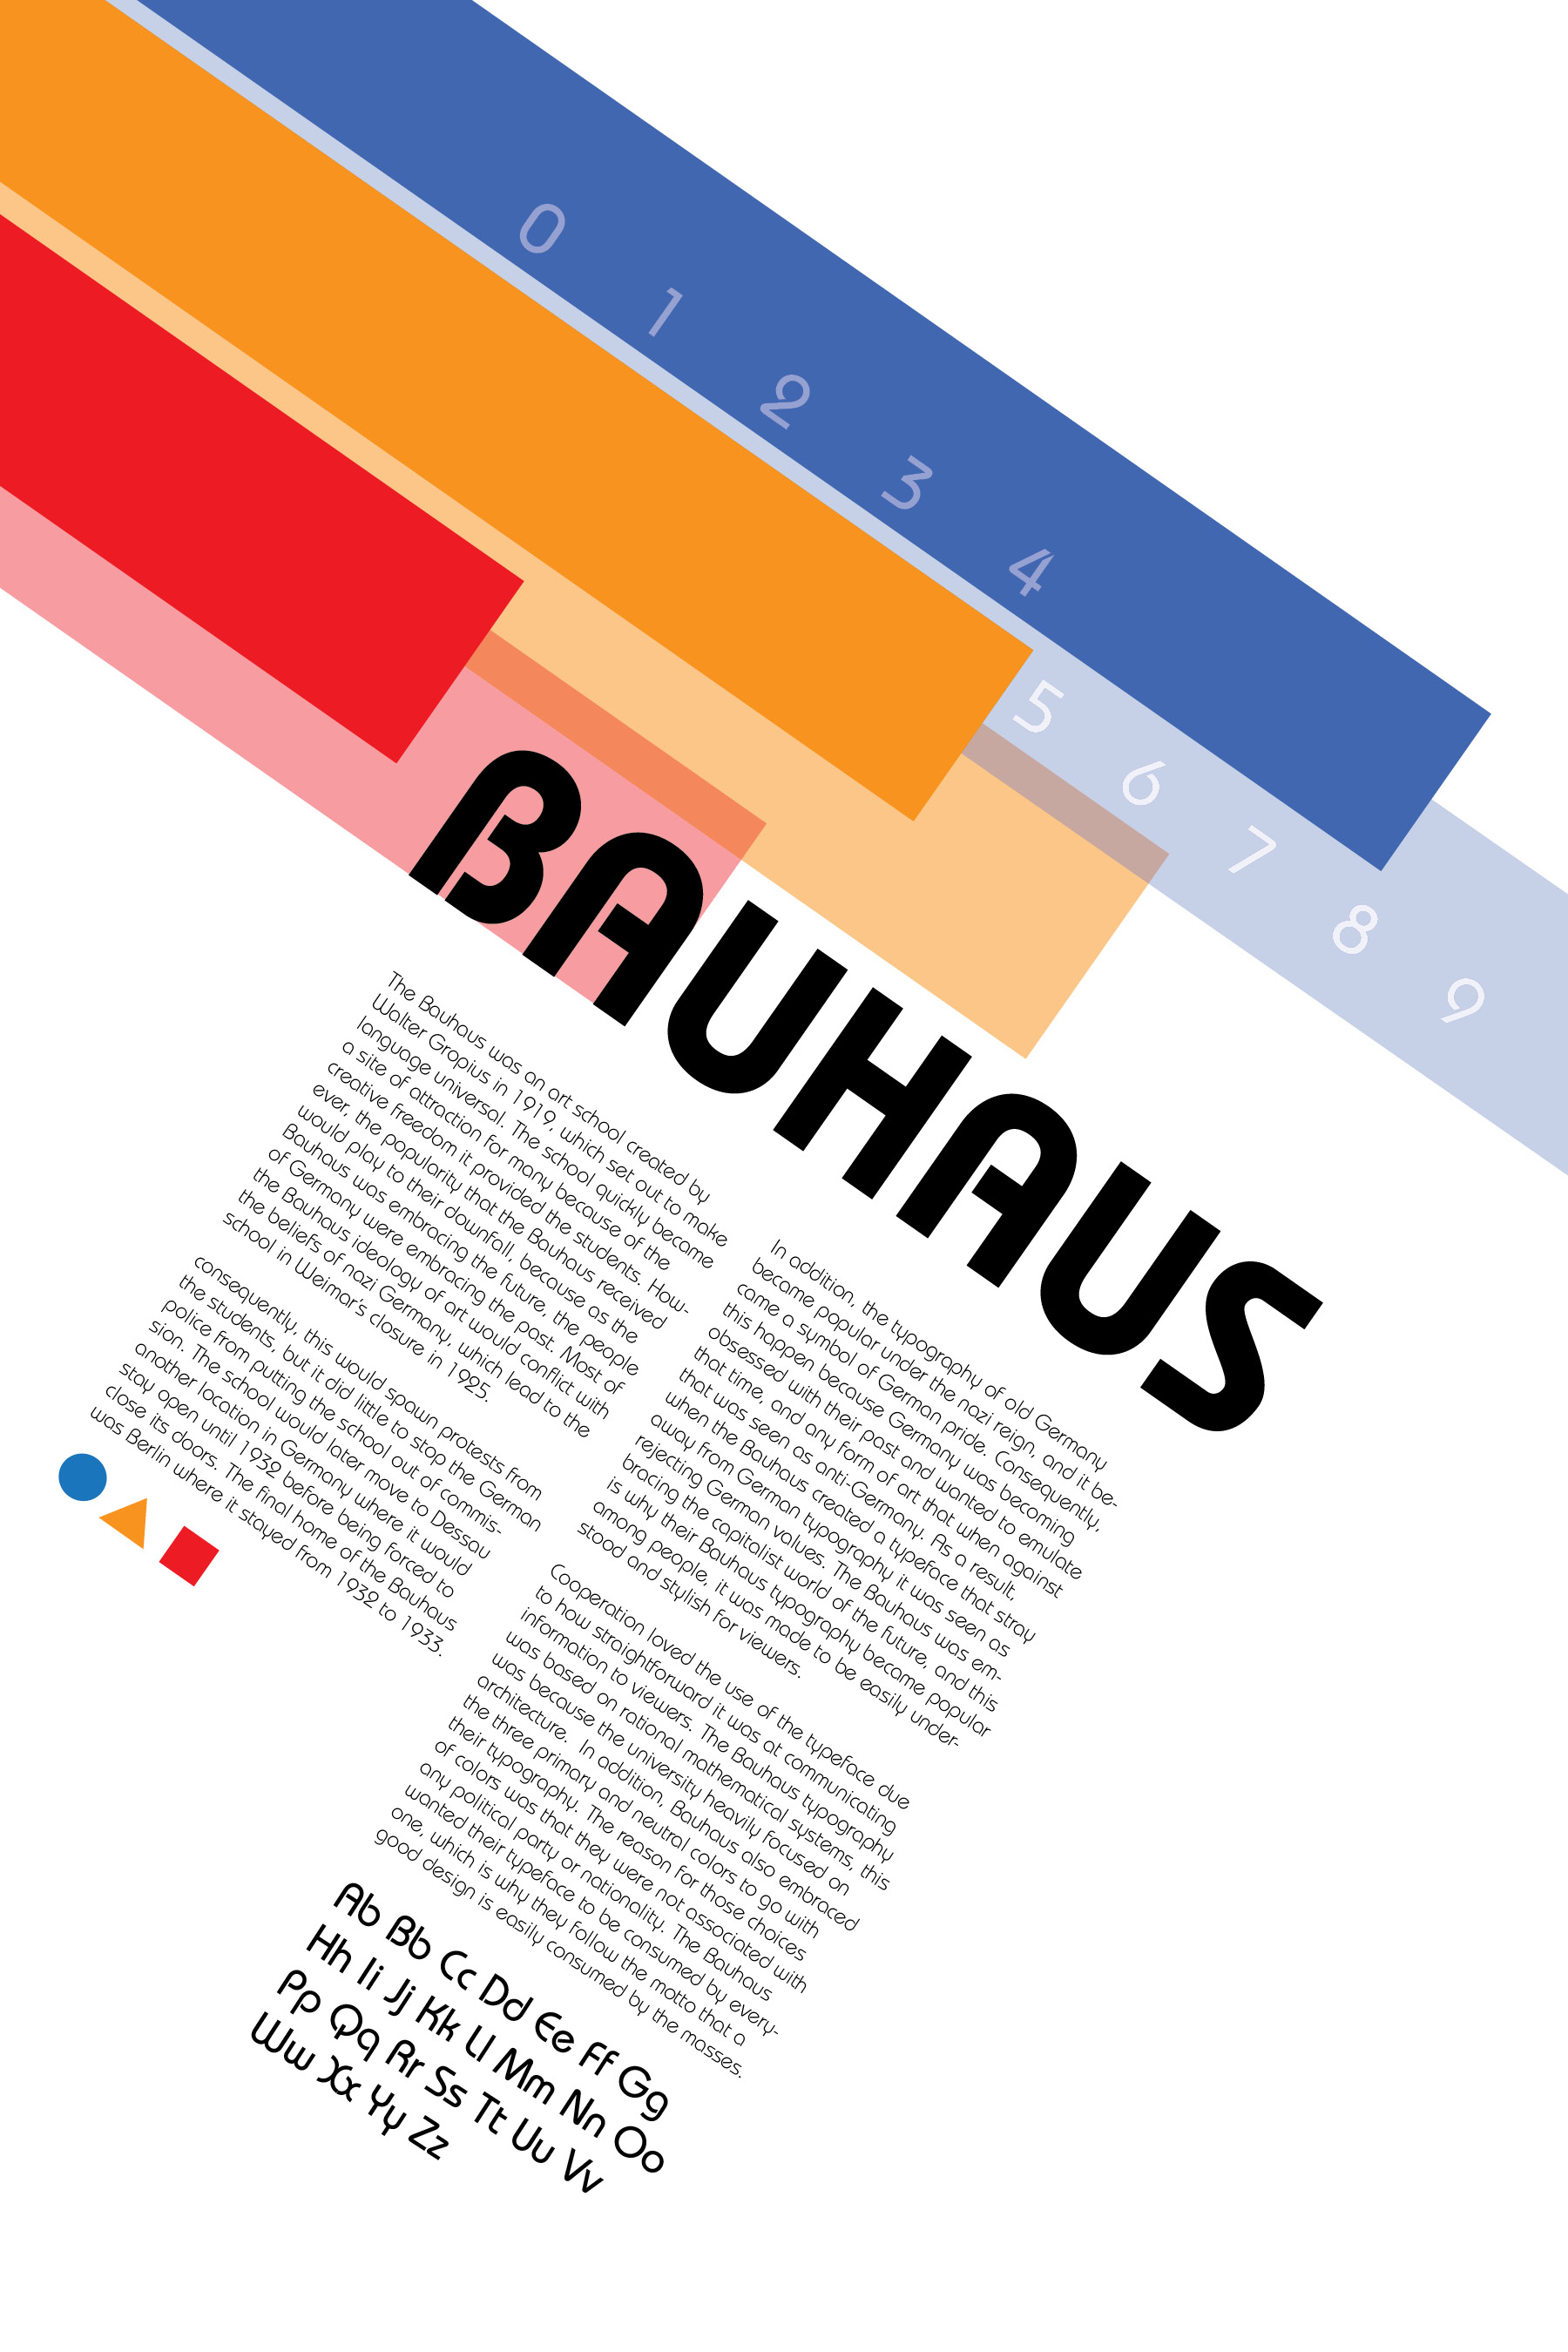 0 1 2 3 4 5 6 7 8 9
BAUHAUS
The Bauhaus was an art school created by
Walter Gropius in 1919, which set out to make
language universal. The school quickly became
a site of attraction for many because of the
creative freedom it provided the students. How-
ever, the popularity that the Bauhaus received
would play to their downfall, because as the
Bauhaus was embracing the future, the people
of Germany were embracing the past. Most of
the Bauhaus ideology of art would conflict with
the beliefs of nazi Germany, which lead to the
school in Weimar's closure in 1925.
consequently, this would spawn protests from
the students, but it did little to stop the German
police from putting the school out of commis-
sion. The school would later move to Dessau
another location in Germany where it would
stay open until 1932 before being forced to
close its doors. The final home of the Bauhaus
was Berlin where it stayed from 1932 to 1933.
In addition, the typography of old Germany
became popular under the nazi reign, and it be-
came a symbol of German pride. Consequently,
this happen because Germany was becoming
obsessed with their past and wanted to emulate
that time, and any form of art that when against
that was seen as anti-Germany. As a result,
when the Bauhaus created a typeface that stray
away from German typography it was seen as
rejecting German values. The Bauhaus was em-
bracing the capitalist world of the future, and this
is why their Bauhaus typography became popular
among people, it was made to be easily under-
stood and stylish for viewers.
Cooperation loved the use of the typeface due
to how straightforward it was at communicating
information to viewers. The Bauhaus typography
was based on rational mathematical systems, this
was because the university heavily focused on
architecture. In addition, Bauhaus also embraced
the three primary and neutral colors to go with
their typography. The reason for those choices
of colors was that they were not associated with
any political party or nationality. The Bauhaus
wanted their typeface to be consumed by every-
one, which is why they follow the motto that a
good design is easily consumed by the masses.
Ab Bb Cc Dd Ee Ff Gg
Hh Ii Jj Kk Ll Mm Nn Oo
Pp Qq Rr Ss Tt Uu Vv
Ww Xx Yy Zz